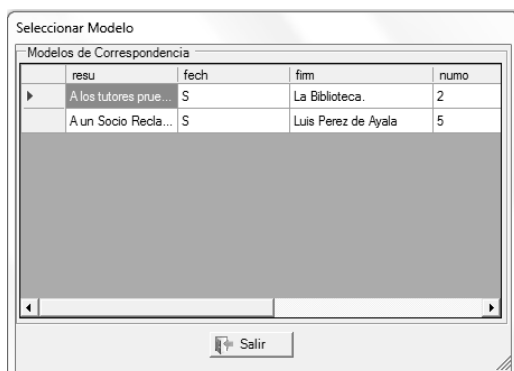 Seleccionar Modelo
Modelos de Correspondencia
resu fech firm numo
A los tutores prue... S La Biblioteca. 2
A un Socio Recla... S Luis Perez de Ayala 5
Salir